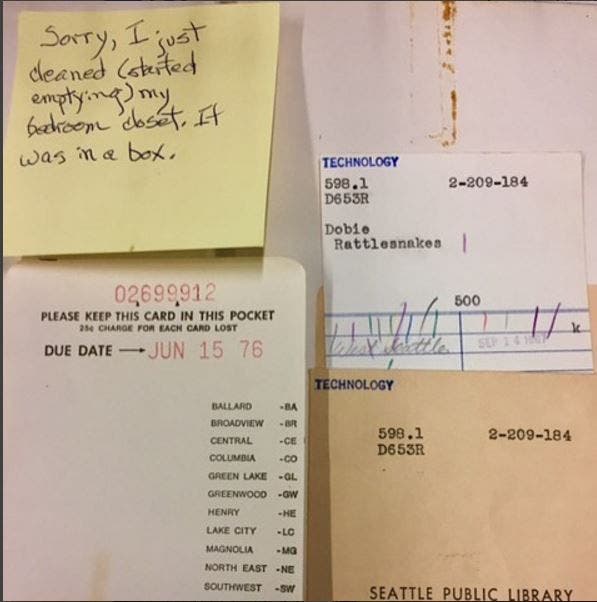 Sorry, I just
cleaned (started
emptying) my
bedroom closet. It
was in a box.
TECHNOLOGY
598.1 2-209-184
D653R
Dobie
Rattlesnakes
500
k
West Seattle
SEP 14
02699912
PLEASE KEEP THIS CARD IN THIS POCKET
25¢ CHARGE FOR EACH CARD LOST
DUE DATE → JUN 15 76
BALLARD -BA
BROADVIEW -BR
CENTRAL -CE
COLUMBIA -CO
GREEN LAKE -GL
GREENWOOD -GW
HENRY -HE
LAKE CITY -LC
MAGNOLIA -MG
NORTH EAST -NE
SOUTHWEST -SW
TECHNOLOGY
598.1 2-209-184
D653R
SEATTLE PUBLIC LIBRARY